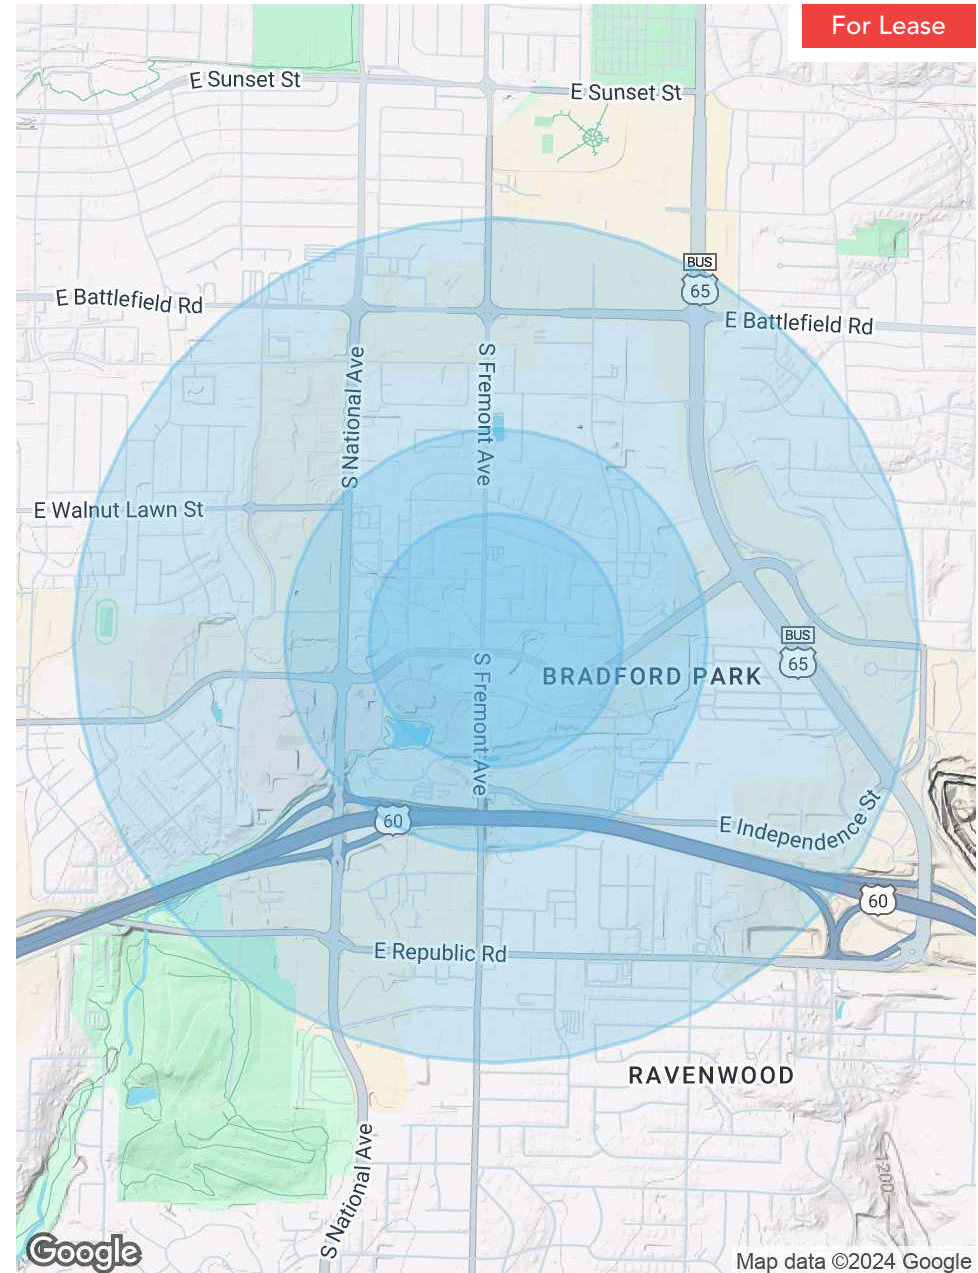 For Lease
E Sunset St
E Sunset St
BUS
65
E Battlefield Rd
E Battlefield Rd
S National Ave
S Fremont Ave
E Walnut Lawn St
BUS
65
S Fremont Ave
BRADFORD PARK
60
E Independence St
60
E Republic Rd
RAVENWOOD
S National Ave
1200
Google
Map data ©2024 Google